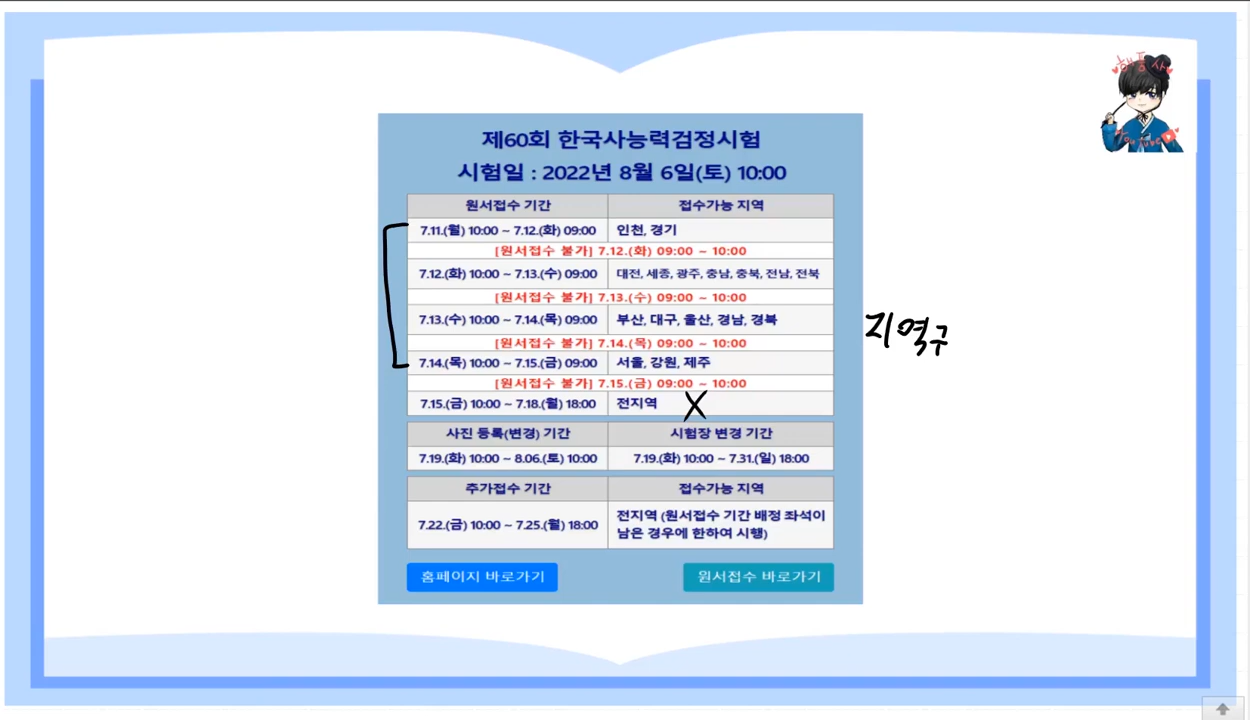 해품사
YouTube
제60회 한국사능력검정시험
시험일 : 2022년 8월 6일(토) 10:00
원서접수 기간 접수가능 지역
7.11.(월) 10:00 ~ 7.12.(화) 09:00 인천, 경기
[원서접수 불가] 7.12.(화) 09:00 ~ 10:00
7.12.(화) 10:00 ~ 7.13.(수) 09:00 대전, 세종, 광주, 충남, 충북, 전남, 전북
[원서접수 불가] 7.13.(수) 09:00 ~ 10:00
7.13.(수) 10:00 ~ 7.14.(목) 09:00 부산, 대구, 울산, 경남, 경북
지역구
[원서접수 불가] 7.14.(목) 09:00 ~ 10:00
7.14.(목) 10:00 ~ 7.15.(금) 09:00 서울, 강원, 제주
[원서접수 불가] 7.15.(금) 09:00 ~ 10:00
7.15.(금) 10:00 ~ 7.18.(월) 18:00 전지역 X
사진 등록(변경) 기간 시험장 변경 기간
7.19.(화) 10:00 ~ 8.06.(토) 10:00 7.19.(화) 10:00 ~ 7.31.(일) 18:00
추가접수 기간 접수가능 지역
7.22.(금) 10:00 ~ 7.25.(월) 18:00 전지역 (원서접수 기간 배정 좌석이
남은 경우에 한하여 시행)
홈페이지 바로가기 원서접수 바로가기